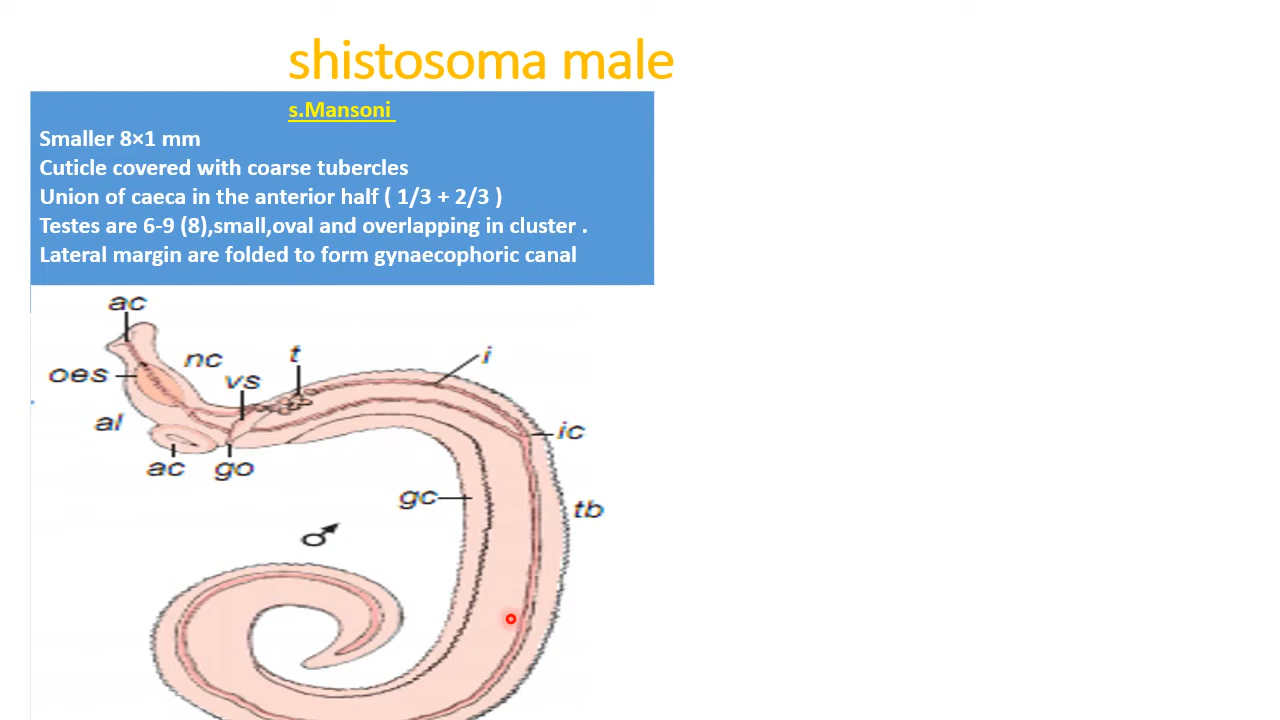 shistosoma male
s.Mansoni
Smaller 8×1 mm
Cuticle covered with coarse tubercles
Union of caeca in the anterior half ( 1/3 + 2/3 )
Testes are 6-9 (8),small,oval and overlapping in cluster .
Lateral margin are folded to form gynaecophoric canal
ac
nc
t
i
oes
vs
al
ic
ac
go
gc
tb
♂